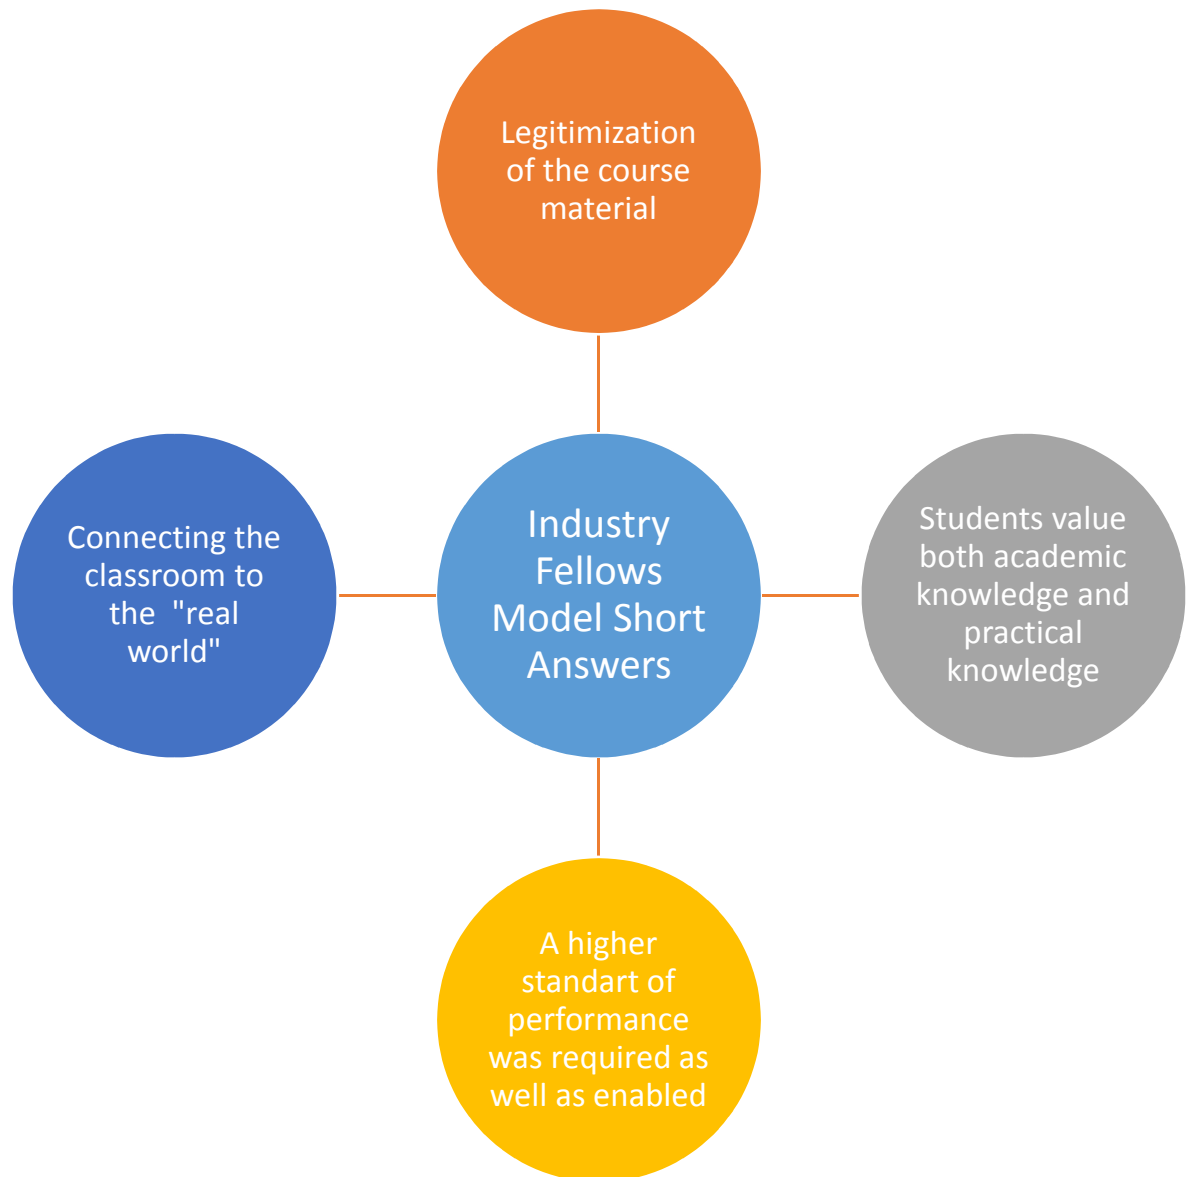 Legitimization
of the course
material
Connecting the
classroom to
the "real
world"
Industry
Fellows
Model Short
Answers
Students value
both academic
knowledge and
practical
knowledge
A higher
standart of
performance
was required as
well as enabled